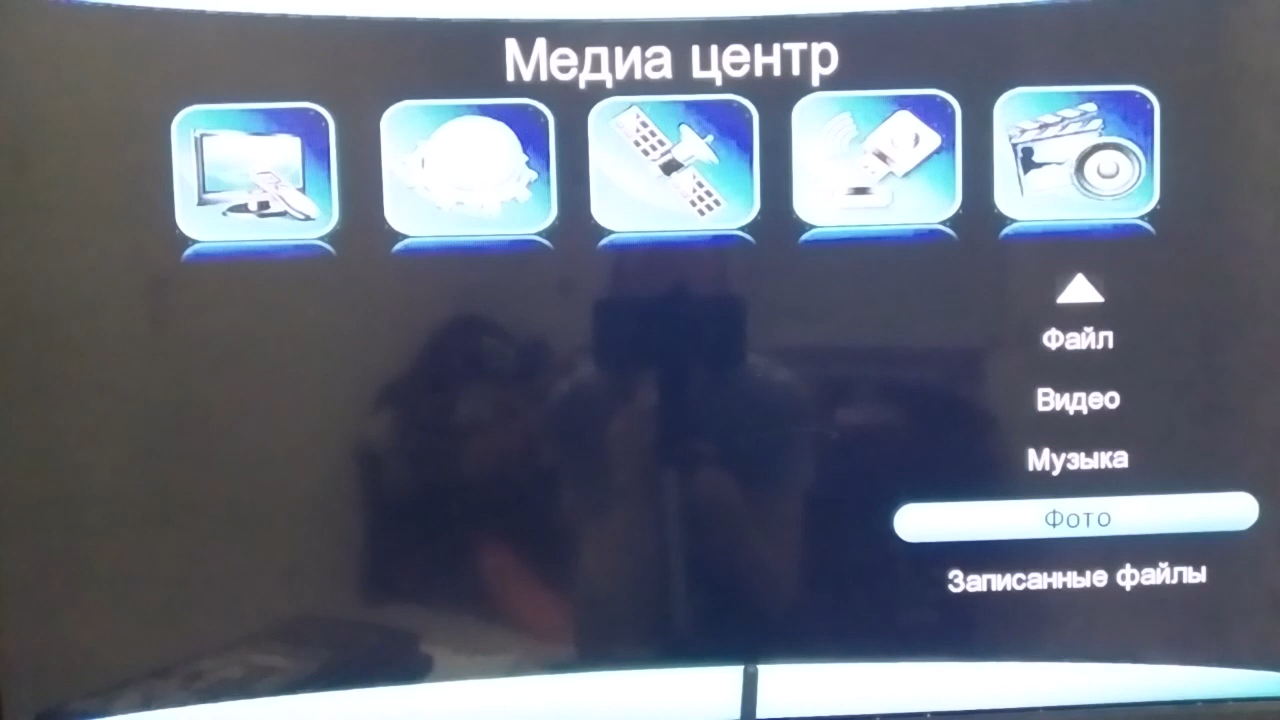 Медиа центр
Файл
Видео
Музыка
Фото
Записанные файлы